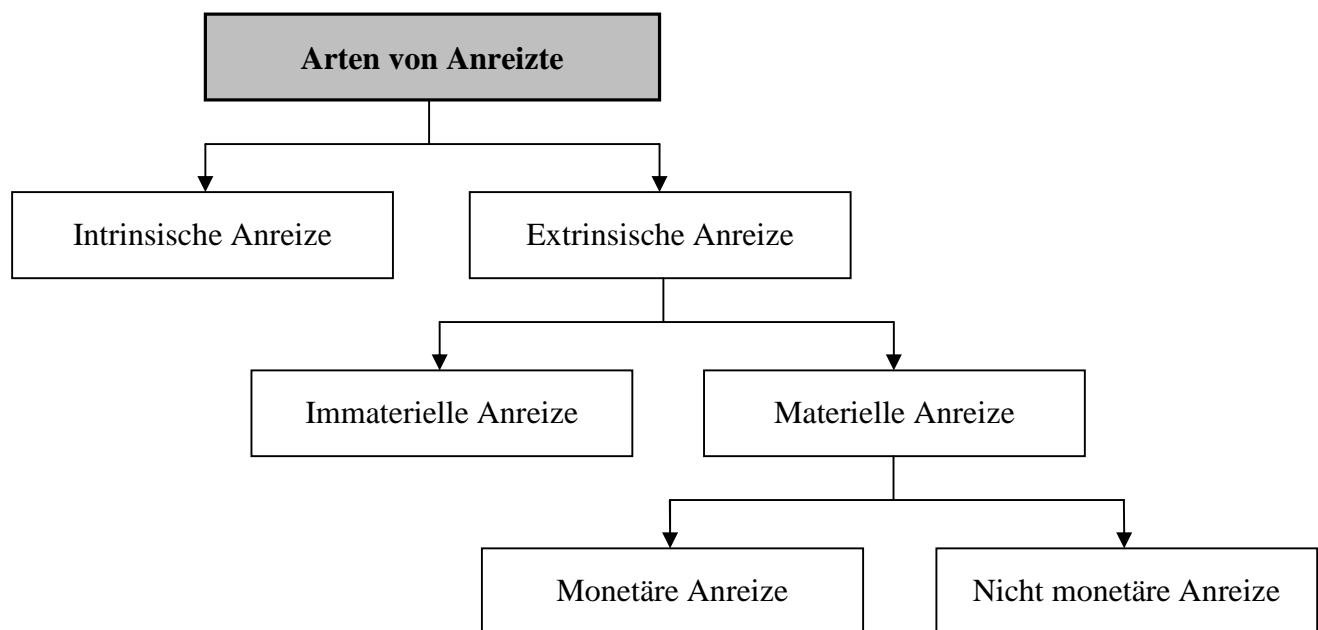 Arten von Anreizte
Intrinsische Anreize
Extrinsische Anreize
Immaterielle Anreize
Materielle Anreize
Monetäre Anreize
Nicht monetäre Anreize